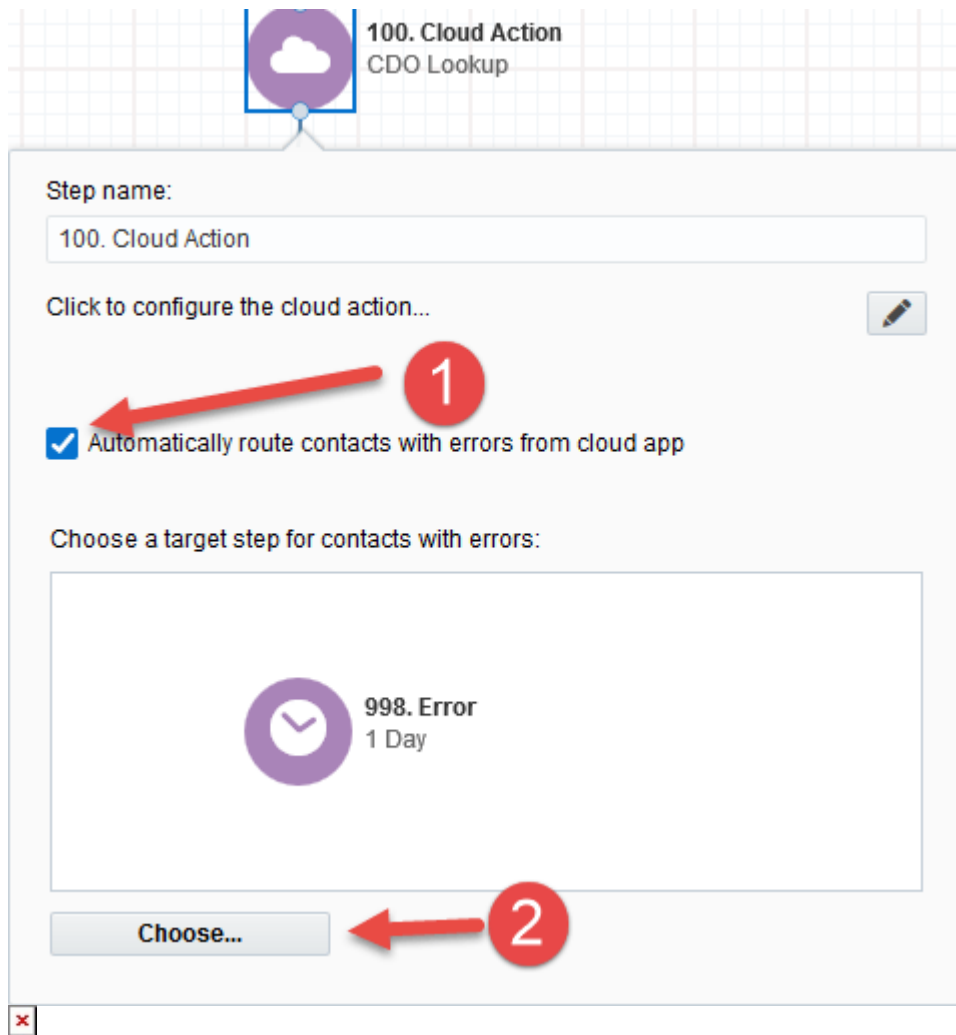 100. Cloud Action
CDO Lookup
Step name:
100. Cloud Action
Click to configure the cloud action...
1
Automatically route contacts with errors from cloud app
Choose a target step for contacts with errors:
998. Error
1 Day
Choose...
2